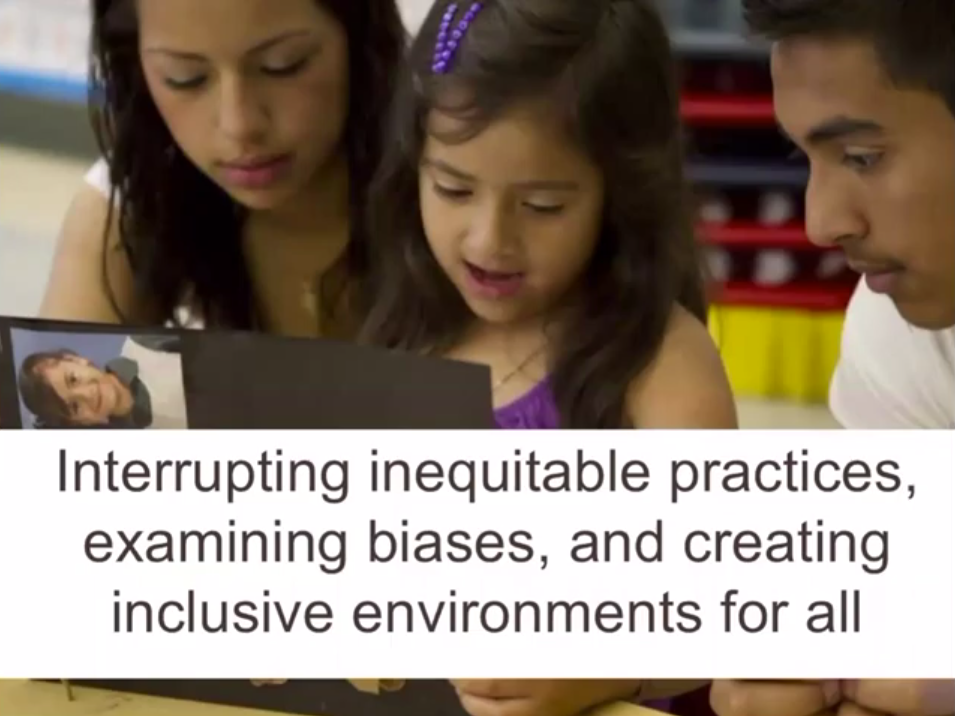 Interrupting inequitable practices,
examining biases, and creating
inclusive environments for all